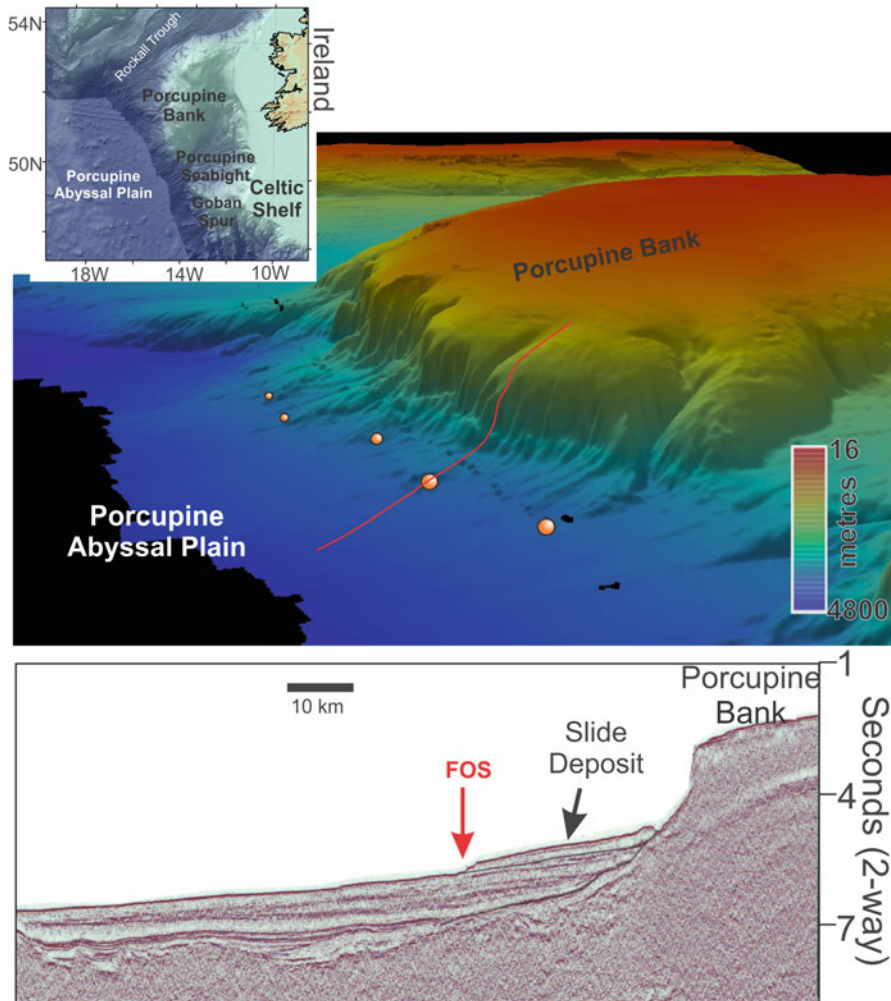 54N
50N
18W
14W
10W
Rockall Trough
Ireland
Porcupine
Bank
Porcupine
Seabight
Porcupine
Abyssal Plain
Goban
Spur
Celtic
Shelf
Porcupine Bank
Porcupine
Abyssal Plain
16
metres
4800
10 km
FOS
Slide
Deposit
Porcupine
Bank
1
4
7
Seconds (2-way)